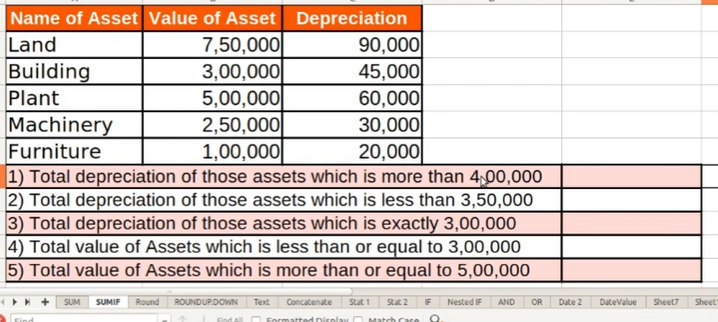 Name of Asset Value of Asset Depreciation
Land 7,50,000 90,000
Building 3,00,000 45,000
Plant 5,00,000 60,000
Machinery 2,50,000 30,000
Furniture 1,00,000 20,000
1) Total depreciation of those assets which is more than 4,00,000
2) Total depreciation of those assets which is less than 3,50,000
3) Total depreciation of those assets which is exactly 3,00,000
4) Total value of Assets which is less than or equal to 3,00,000
5) Total value of Assets which is more than or equal to 5,00,000
SUM SUMIF Round ROUNDUP.DOWN Text Concatenate Stat 1 Stat 2 IF Nested IF AND OR Date 2 DateValue Sheet7 Sheet
Find Find All Formatted Display Match Case